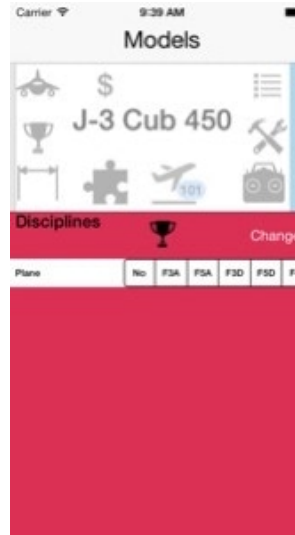 Carrier 9:39 AM
Models
$
J-3 Cub 450
101
Disciplines
Change
Plane No F3A F5A F3D F5D F